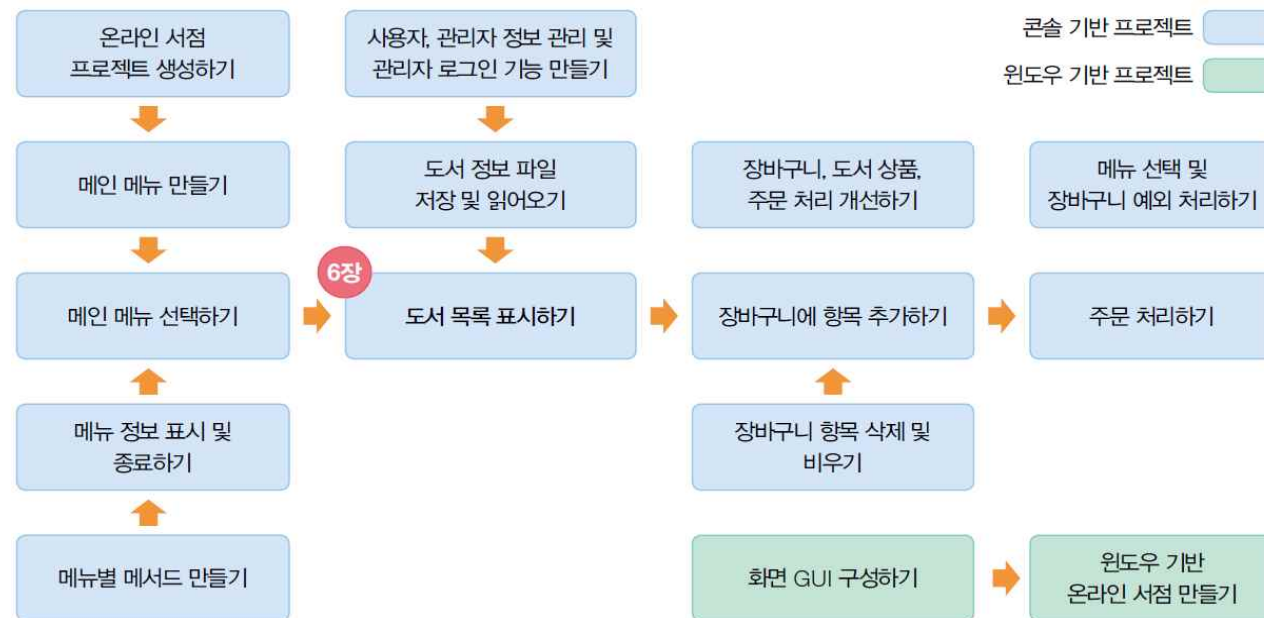 온라인 서점
프로젝트 생성하기
사용자, 관리자 정보 관리 및
관리자 로그인 기능 만들기
콘솔 기반 프로젝트
윈도우 기반 프로젝트
메인 메뉴 만들기
도서 정보 파일
저장 및 읽어오기
장바구니, 도서 상품,
주문 처리 개선하기
메뉴 선택 및
장바구니 예외 처리하기
6장
메인 메뉴 선택하기
도서 목록 표시하기
장바구니에 항목 추가하기
주문 처리하기
메뉴 정보 표시 및
종료하기
장바구니 항목 삭제 및
비우기
메뉴별 메서드 만들기
화면 GUI 구성하기
윈도우 기반
온라인 서점 만들기